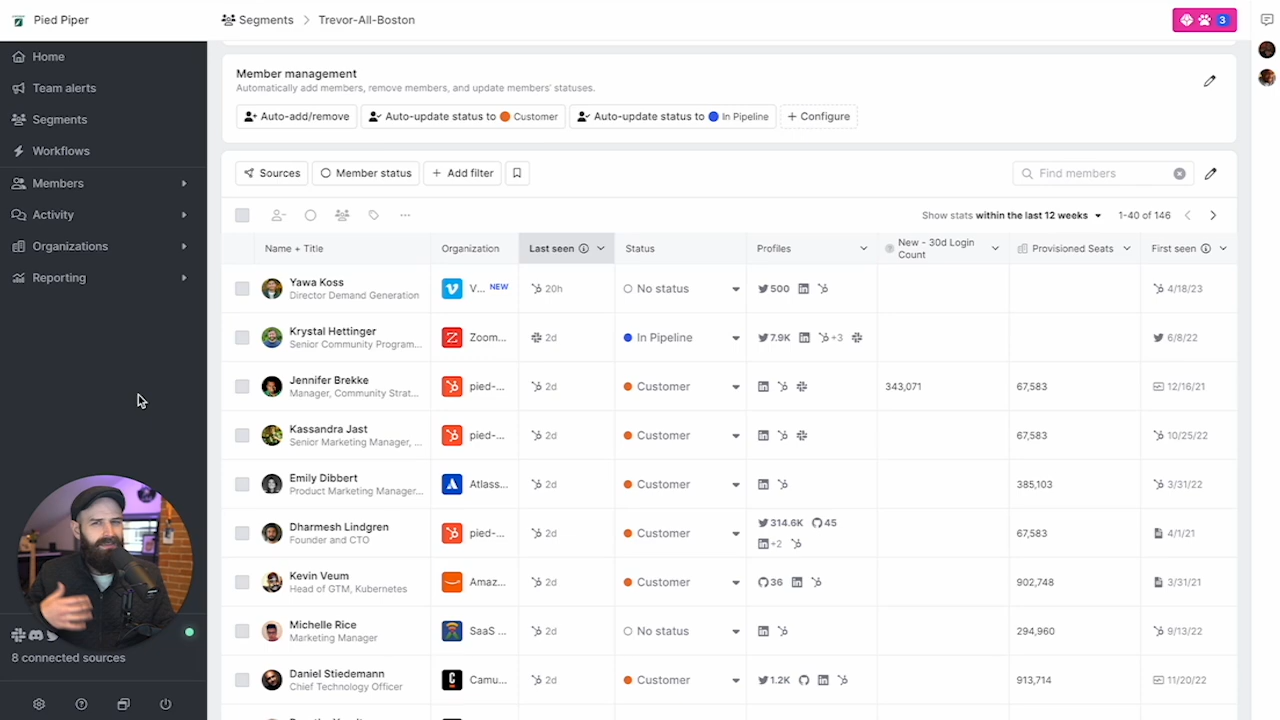 Pied Piper
Segments
Trevor-All-Boston
3
Home
Team alerts
Segments
Workflows
Members
Activity
Organizations
Reporting
8 connected sources
Member management
Automatically add members, remove members, and update members' statuses.
Auto-add/remove
Auto-update status to Customer
Auto-update status to In Pipeline
+ Configure
Sources
Member status
+ Add filter
Find members
Show stats within the last 12 weeks
1-40 of 146
Name + Title
Organization
Last seen
Status
Profiles
New - 30d Login Count
Provisioned Seats
First seen
Yawa Koss
Director Demand Generation
V... NEW
20h
No status
500
4/18/23
Krystal Hettinger
Senior Community Program...
Zoom...
2d
In Pipeline
7.9K +3
6/8/22
Jennifer Brekke
Manager, Community Strat...
pied-...
2d
Customer
343,071
67,583
12/16/21
Kassandra Jast
Senior Marketing Manager, ...
pied-...
2d
Customer
67,583
10/25/22
Emily Dibbert
Product Marketing Manager...
Atlass...
2d
Customer
385,103
3/31/22
Dharmesh Lindgren
Founder and CTO
pied-...
2d
Customer
314.6K 45
+2
67,583
4/1/21
Kevin Veum
Head of GTM, Kubernetes
Amaz...
2d
Customer
36
902,748
3/31/21
Michelle Rice
Marketing Manager
SaaS ...
2d
No status
294,960
9/13/22
Daniel Stiedemann
Chief Technology Officer
Camu...
2d
Customer
1.2K
913,714
11/20/22